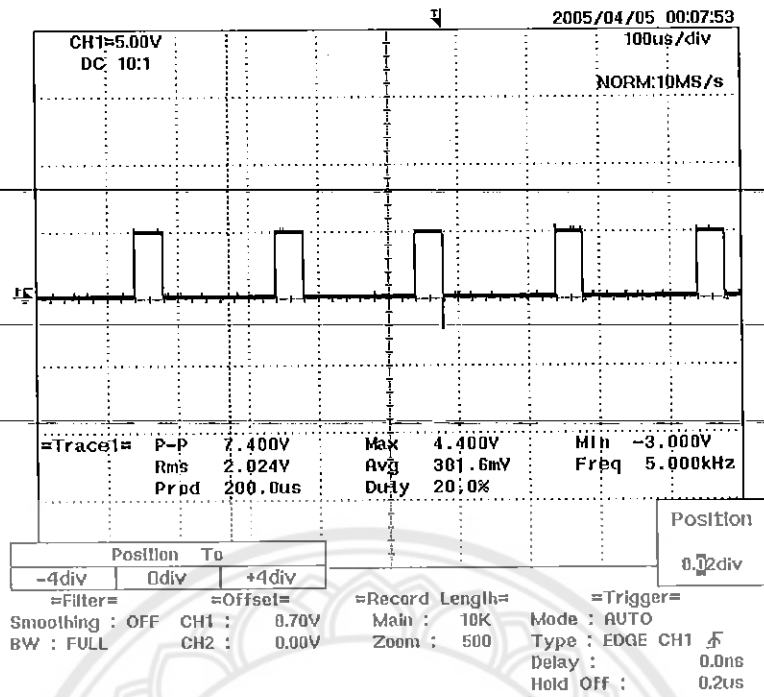 2005/04/05 00:07:53
CH1=5.00V 100us/div
DC 10:1
NORM:10MS/s
=Trace1= P-P 7.400V Max 4.400V Min -3.000V
Rms 2.024V Avg 301.6mV Freq 5.000kHz
Prpd 200.0us Duly 20.0%
Position
0.02div
Position To
-4div 0div +4div
=Filter= =Offset= =Record Length= =Trigger=
Smoothing : OFF CH1 : 0.70V Main : 10K Mode : AUTO
BW : FULL CH2 : 0.00V Zoom : 500 Type : EDGE CH1
Delay : 0.0ns
Hold Off : 0.2us